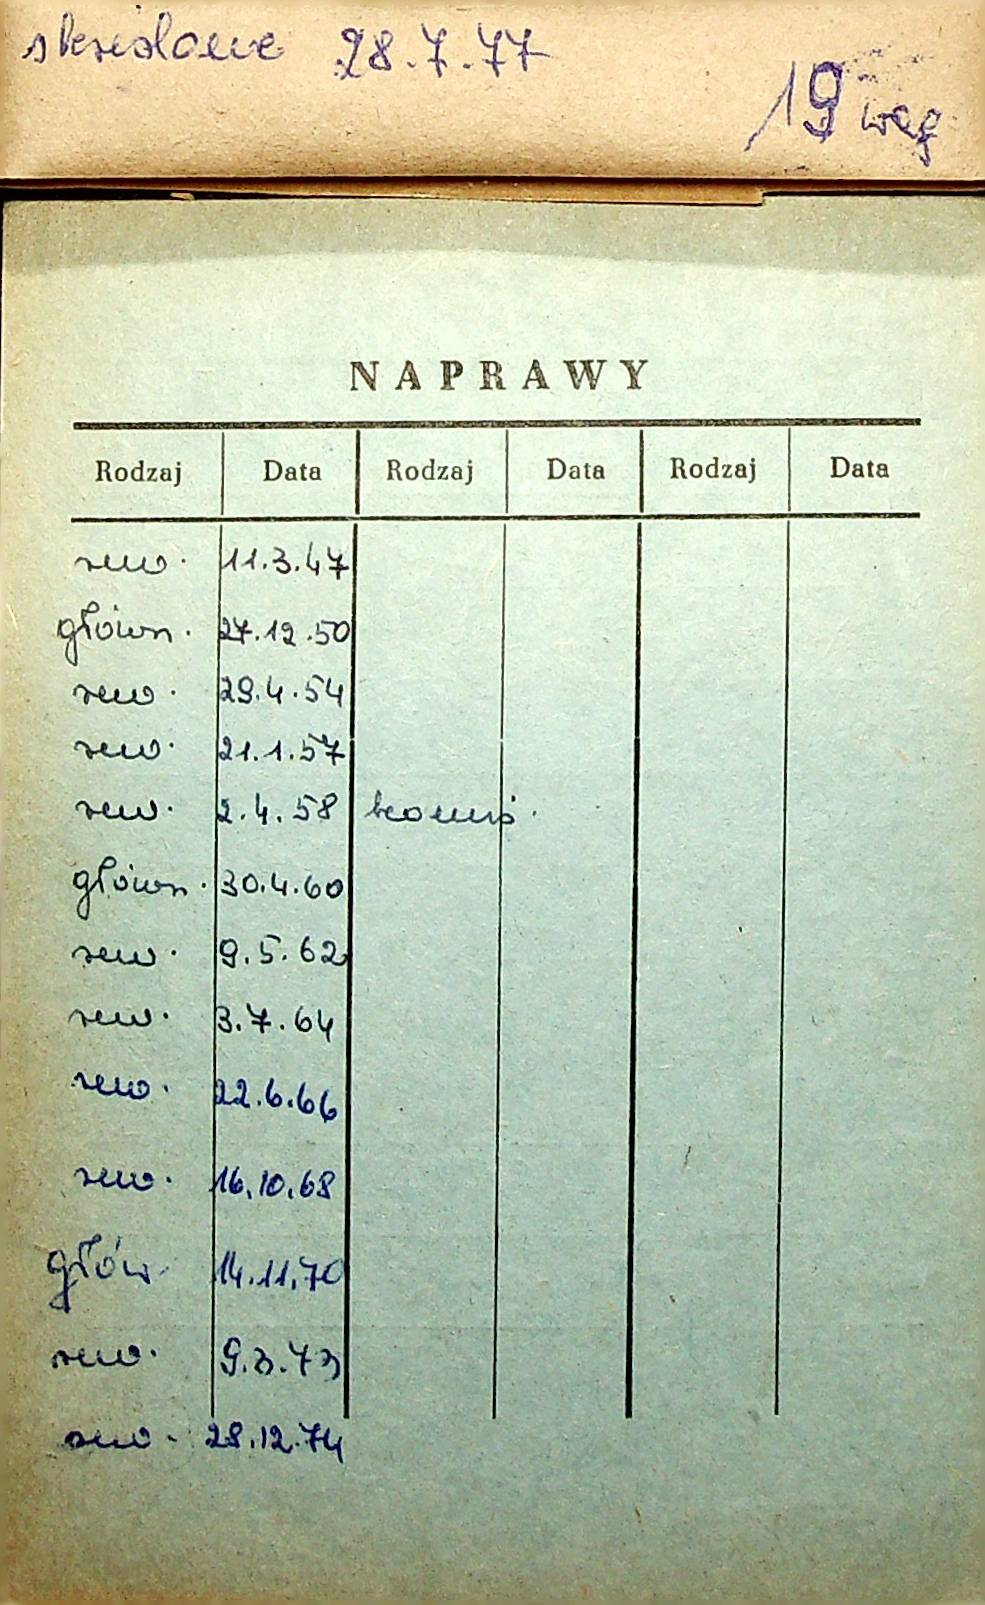 skreślone 28.7.77
19 węg
NAPRAWY
Rodzaj Data Rodzaj Data Rodzaj Data
rew. 11.3.47
główn. 27.12.50
rew. 29.4.54
rew. 21.1.57
rew. 2.4.58
główn. 30.4.60
rew. 9.5.62
rew. 3.7.64
rew. 22.6.66
rew. 16.10.68
głów. 14.11.70
rew. 9.3.73
rew. 28.12.74